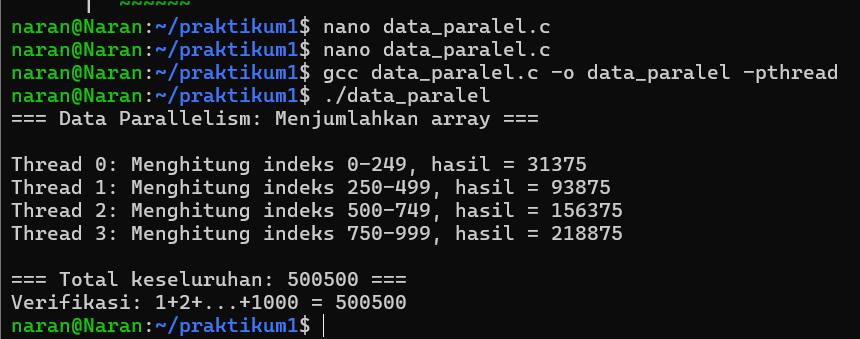 naran@Naran:~/praktikum1$ nano data_paralel.c
naran@Naran:~/praktikum1$ nano data_paralel.c
naran@Naran:~/praktikum1$ gcc data_paralel.c -o data_paralel -pthread
naran@Naran:~/praktikum1$ ./data_paralel
=== Data Parallelism: Menjumlahkan array ===
Thread 0: Menghitung indeks 0-249, hasil = 31375
Thread 1: Menghitung indeks 250-499, hasil = 93875
Thread 2: Menghitung indeks 500-749, hasil = 156375
Thread 3: Menghitung indeks 750-999, hasil = 218875
=== Total keseluruhan: 500500 ===
Verifikasi: 1+2+...+1000 = 500500
naran@Naran:~/praktikum1$